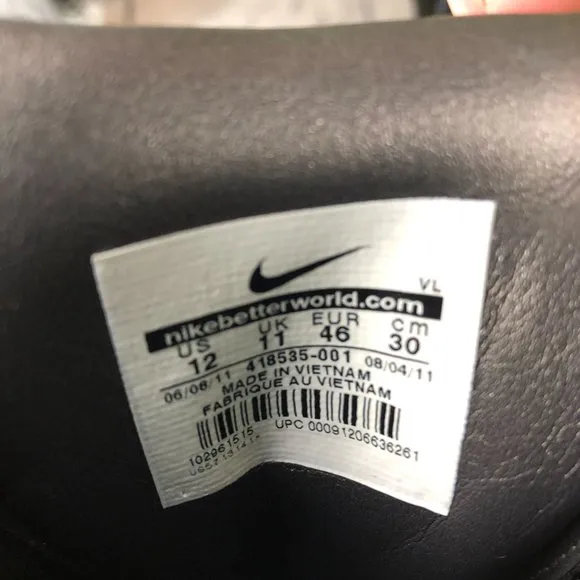 VL
nikebetterworld.com
US UK EUR cm
12 11 46 30
06/08/11 418535-001 08/04/11
MADE IN VIETNAM
FABRIQUE AU VIETNAM
UPC 00091206636261
102961515